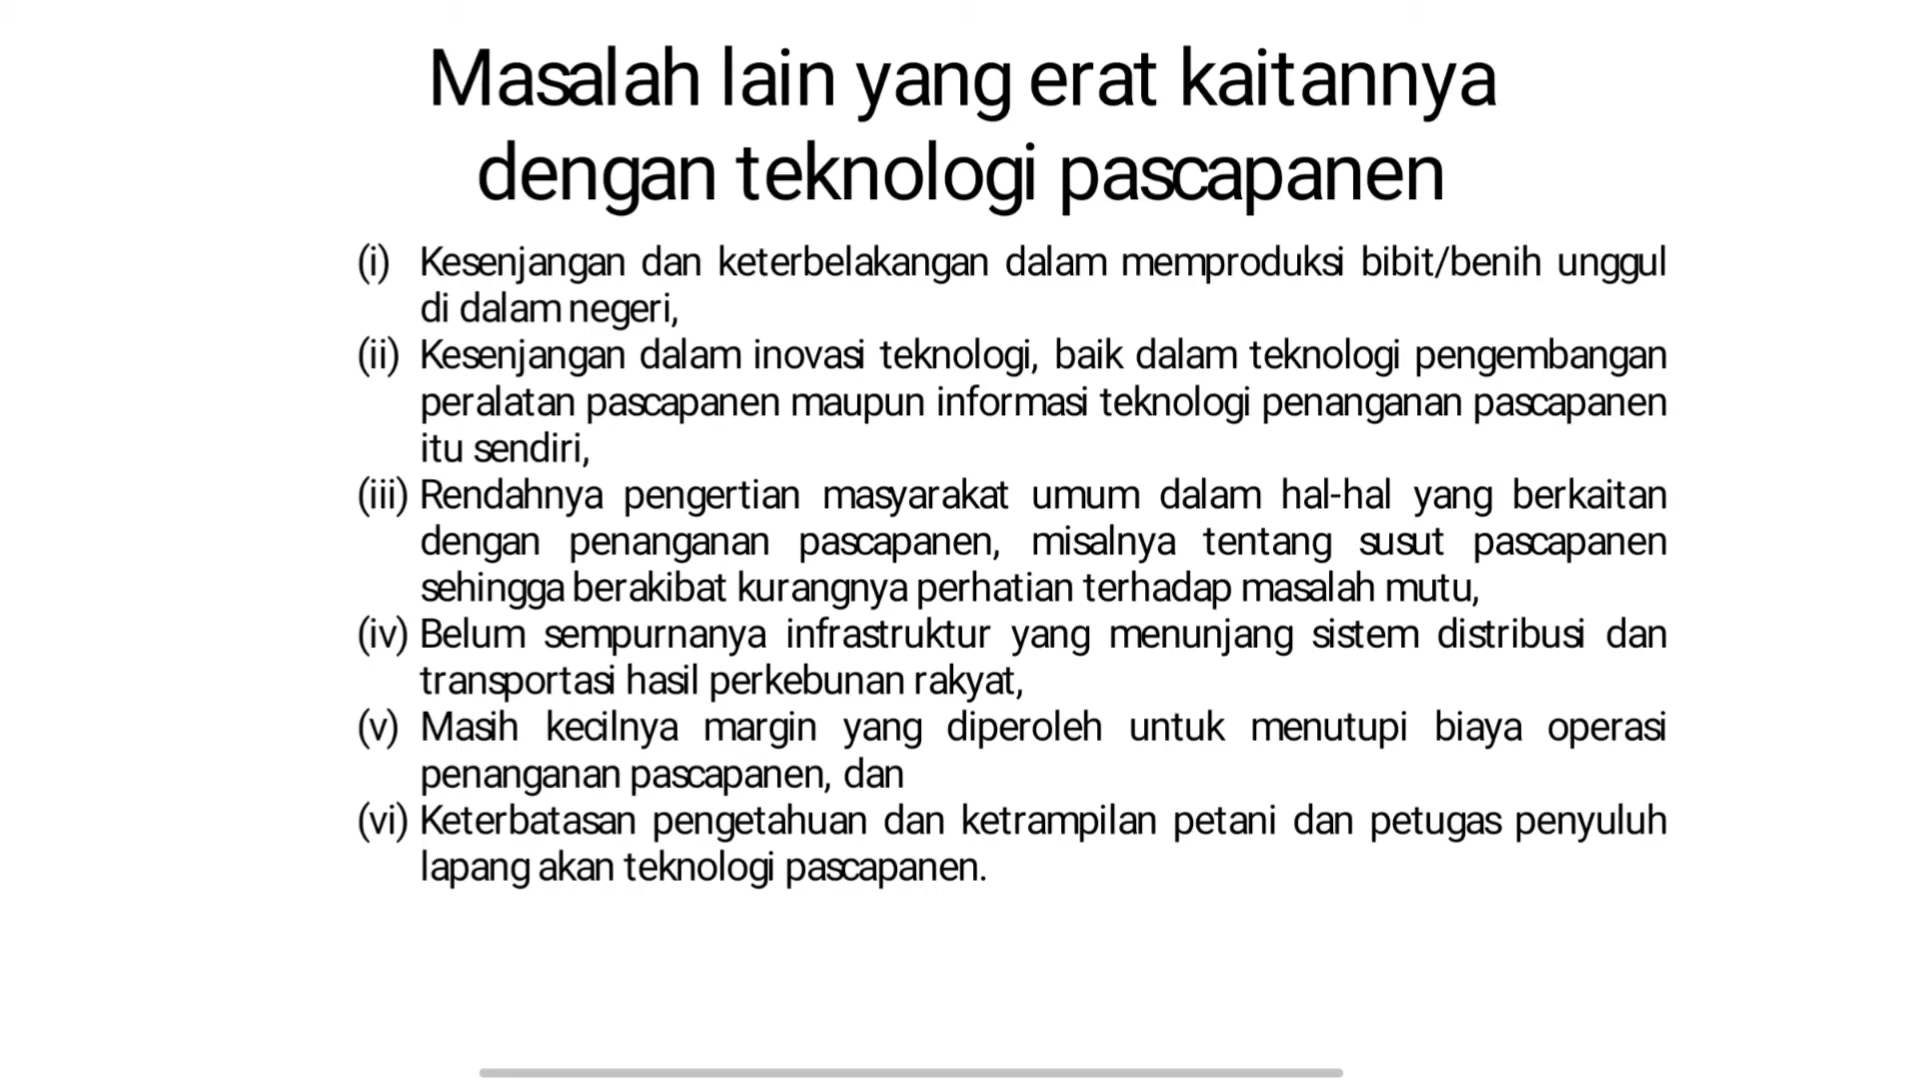 Masalah lain yang erat kaitannya
dengan teknologi pascapanen
(i) Kesenjangan dan keterbelakangan dalam memproduksi bibit/benih unggul
di dalam negeri,
(ii) Kesenjangan dalam inovasi teknologi, baik dalam teknologi pengembangan
peralatan pascapanen maupun informasi teknologi penanganan pascapanen
itu sendiri,
(iii) Rendahnya pengertian masyarakat umum dalam hal-hal yang berkaitan
dengan penanganan pascapanen, misalnya tentang susut pascapanen
sehingga berakibat kurangnya perhatian terhadap masalah mutu,
(iv) Belum sempurnanya infrastruktur yang menunjang sistem distribusi dan
transportasi hasil perkebunan rakyat,
(v) Masih kecilnya margin yang diperoleh untuk menutupi biaya operasi
penanganan pascapanen, dan
(vi) Keterbatasan pengetahuan dan ketrampilan petani dan petugas penyuluh
lapang akan teknologi pascapanen.